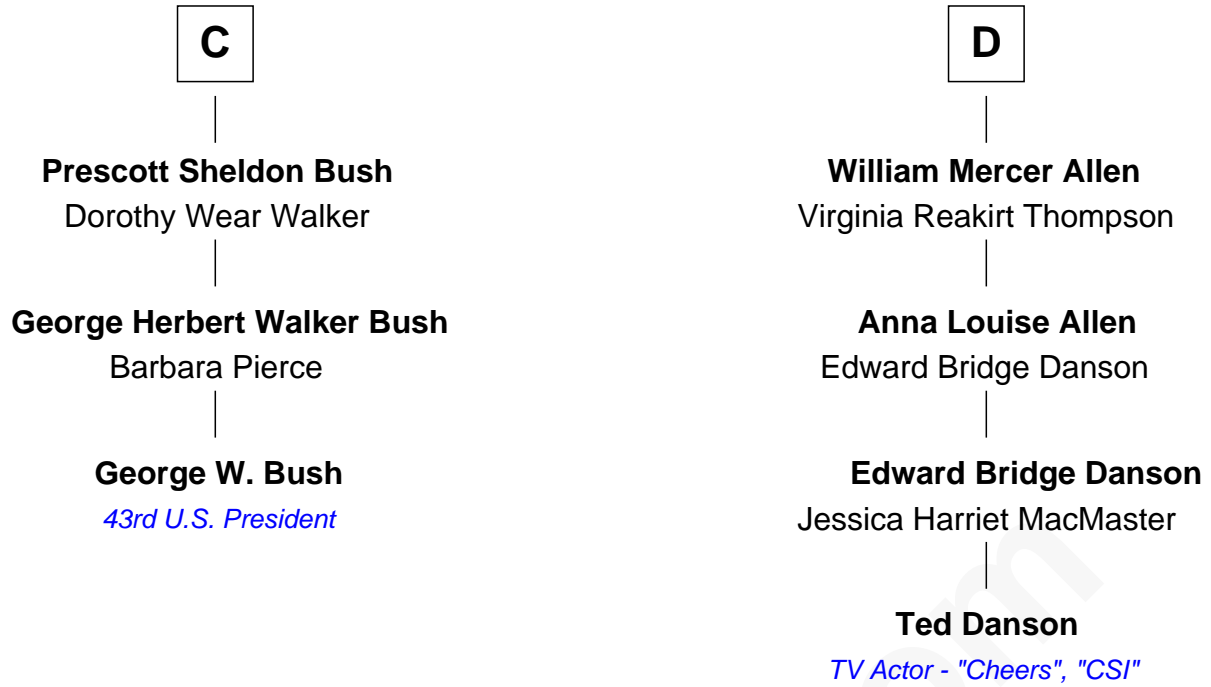 C
Prescott Sheldon Bush
Dorothy Wear Walker
George Herbert Walker Bush
Barbara Pierce
George W. Bush
43rd U.S. President
D
William Mercer Allen
Virginia Reakirt Thompson
Anna Louise Allen
Edward Bridge Danson
Edward Bridge Danson
Jessica Harriet MacMaster
Ted Danson
TV Actor - "Cheers", "CSI"